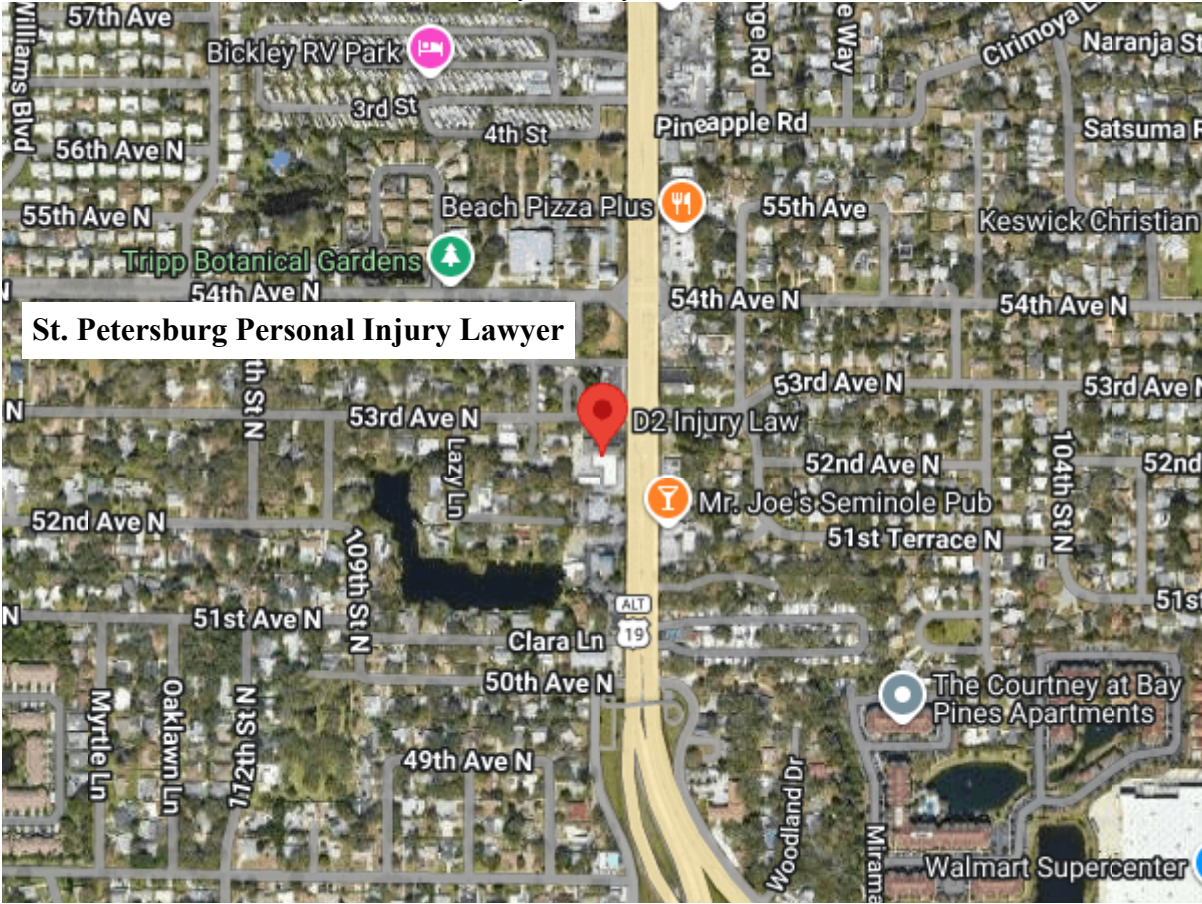 57th Ave
Williams Blvd
Bickley RV Park
Cirimoya L
Naranja St
3rd St
4th St
Pineapple Rd
Satsuma
56th Ave N
55th Ave N
Beach Pizza Plus
55th Ave
Keswick Christian
Tripp Botanical Gardens
54th Ave N
54th Ave N
54th Ave N
St. Petersburg Personal Injury Lawyer
53rd Ave N
D2 Injury Law
53rd Ave N
53rd Ave N
Lazy Ln
52nd Ave N
52nd
104th St N
52nd Ave N
Mr. Joe's Seminole Pub
51st Terrace N
109th St N
ALT
19
51st Ave N
Clara Ln
51st
50th Ave N
The Courtney at Bay
Pines Apartments
Myrtle Ln
Oaklawn Ln
112th St N
49th Ave N
Woodland Dr
Walmart Supercenter